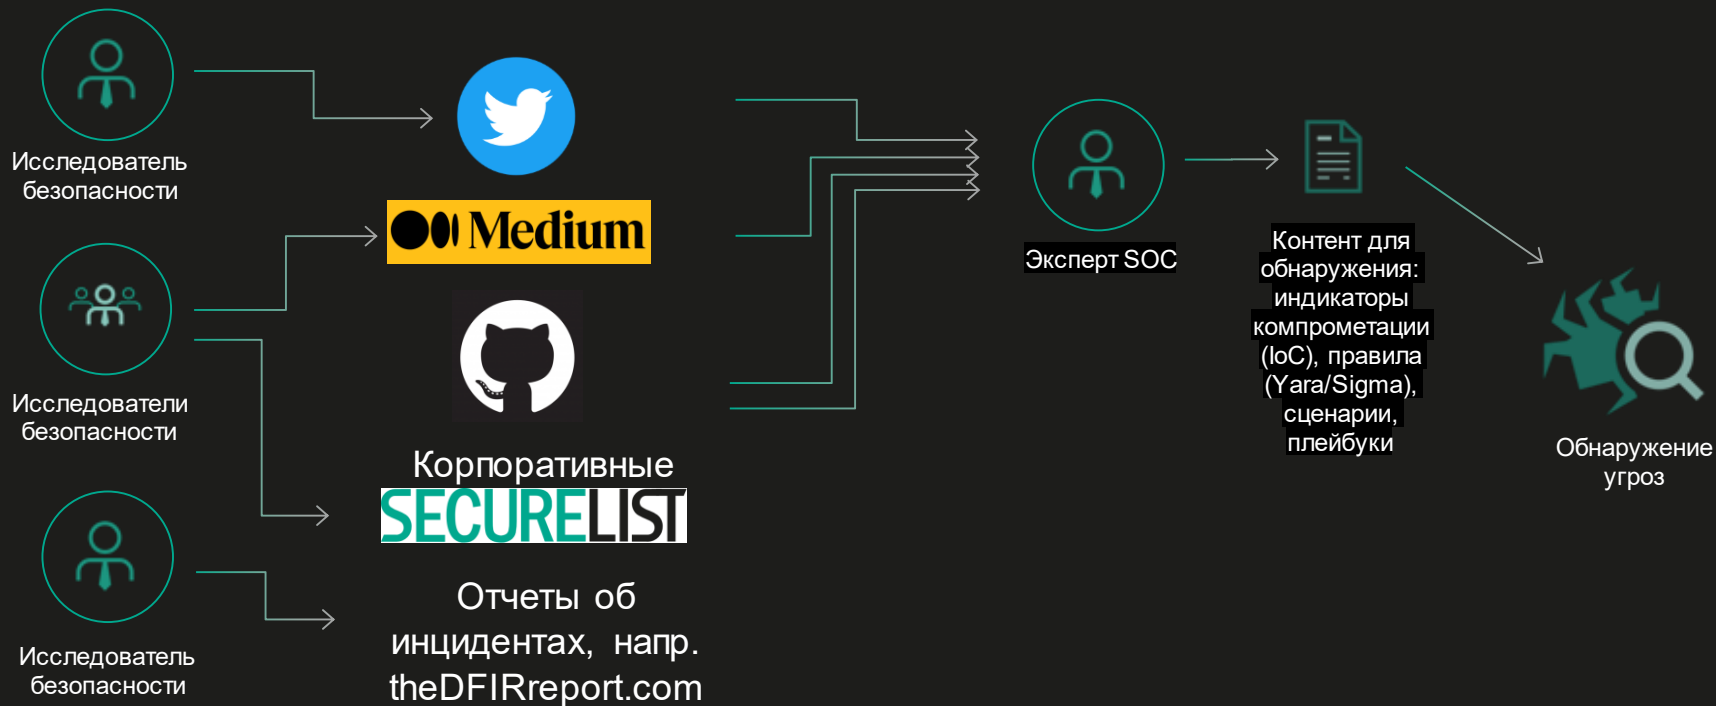 Исследователь
безопасности
Исследователи
безопасности
Исследователь
безопасности
Medium
Корпоративные
SECURELIST
Отчеты об
инцидентах, напр.
theDFIRreport.com
Эксперт SOC
Контент для
обнаружения:
индикаторы
компрометации
(IoC), правила
(Yara/Sigma),
сценарии,
плейбуки
Обнаружение
угроз